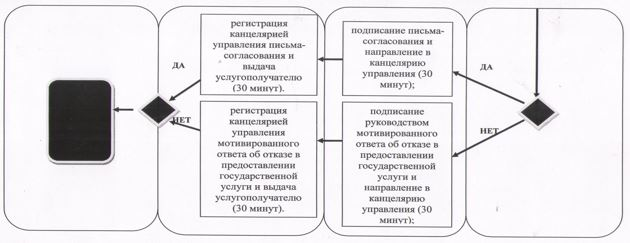 регистрация
канцелярией
управления письма-
согласования и
выдача
услугополучателю
(30 минут).
подписание письма-
согласования и
направление в
канцелярию
управления (30
минут);
ДА
ДА
НЕТ
НЕТ
регистрация
канцелярией
управления
мотивированного
ответа об отказе в
предоставлении
государственной
услуги и выдача
услугополучателю
(30 минут).
подписание
руководством
мотивированного
ответа об отказе в
предоставлении
государственной
услуги и
направление в
канцелярию
управления (30
минут);